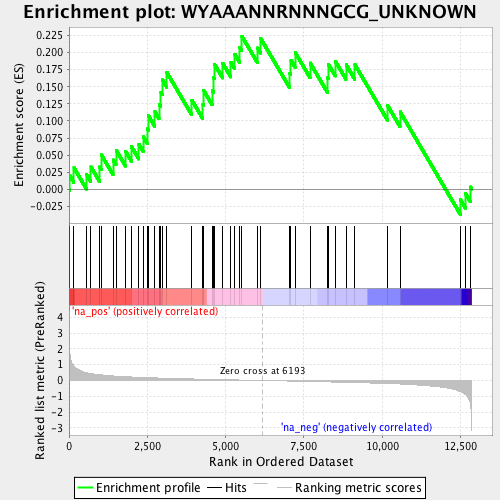 Enrichment plot: WYAAANNRNNNGCG_UNKNOWN
Enrichment score (ES)
0.225
0.200
0.175
0.150
0.125
0.100
0.075
0.050
0.025
0.000
-0.025
'na_pos' (positively correlated)
Ranked list metric (PreRanked)
4
3
2
1
0
-1
-2
-3
Zero cross at 6193
'na_neg' (negatively correlated)
0
2,500
5,000
7,500
10,000
12,500
Rank in Ordered Dataset
Enrichment profile
Hits
Ranking metric scores